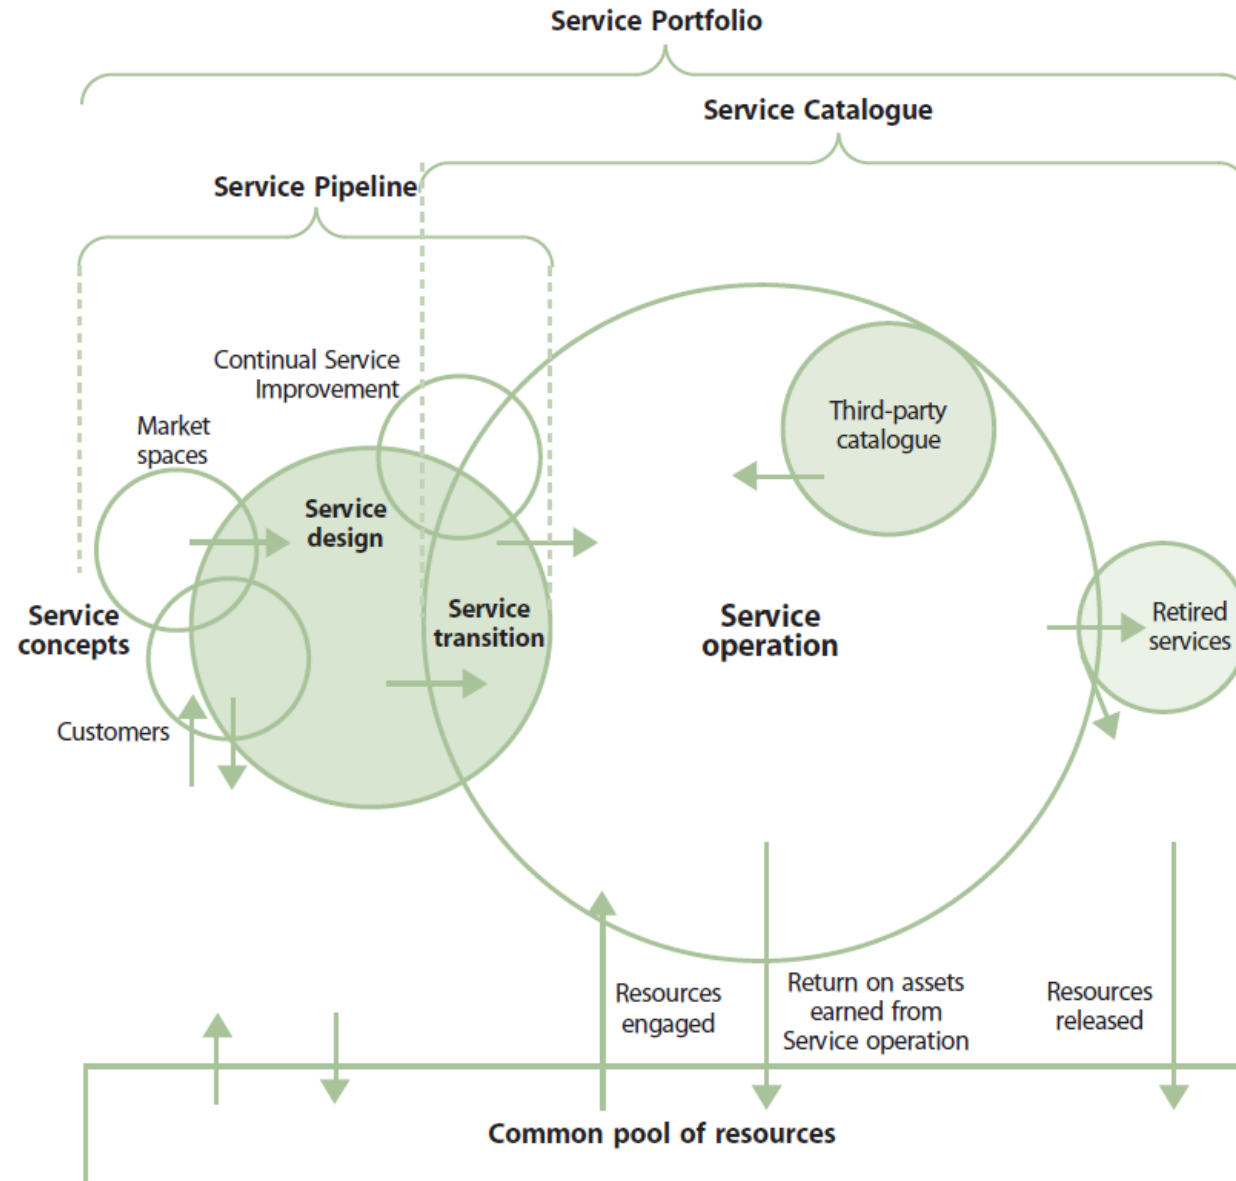 Service Portfolio
Service Catalogue
Service Pipeline
Continual Service
Improvement
Market
spaces
Third-party
catalogue
Service
design
Service
concepts
Service
transition
Service
operation
Retired
services
Customers
Resources
engaged
Return on assets
earned from
Service operation
Resources
released
Common pool of resources